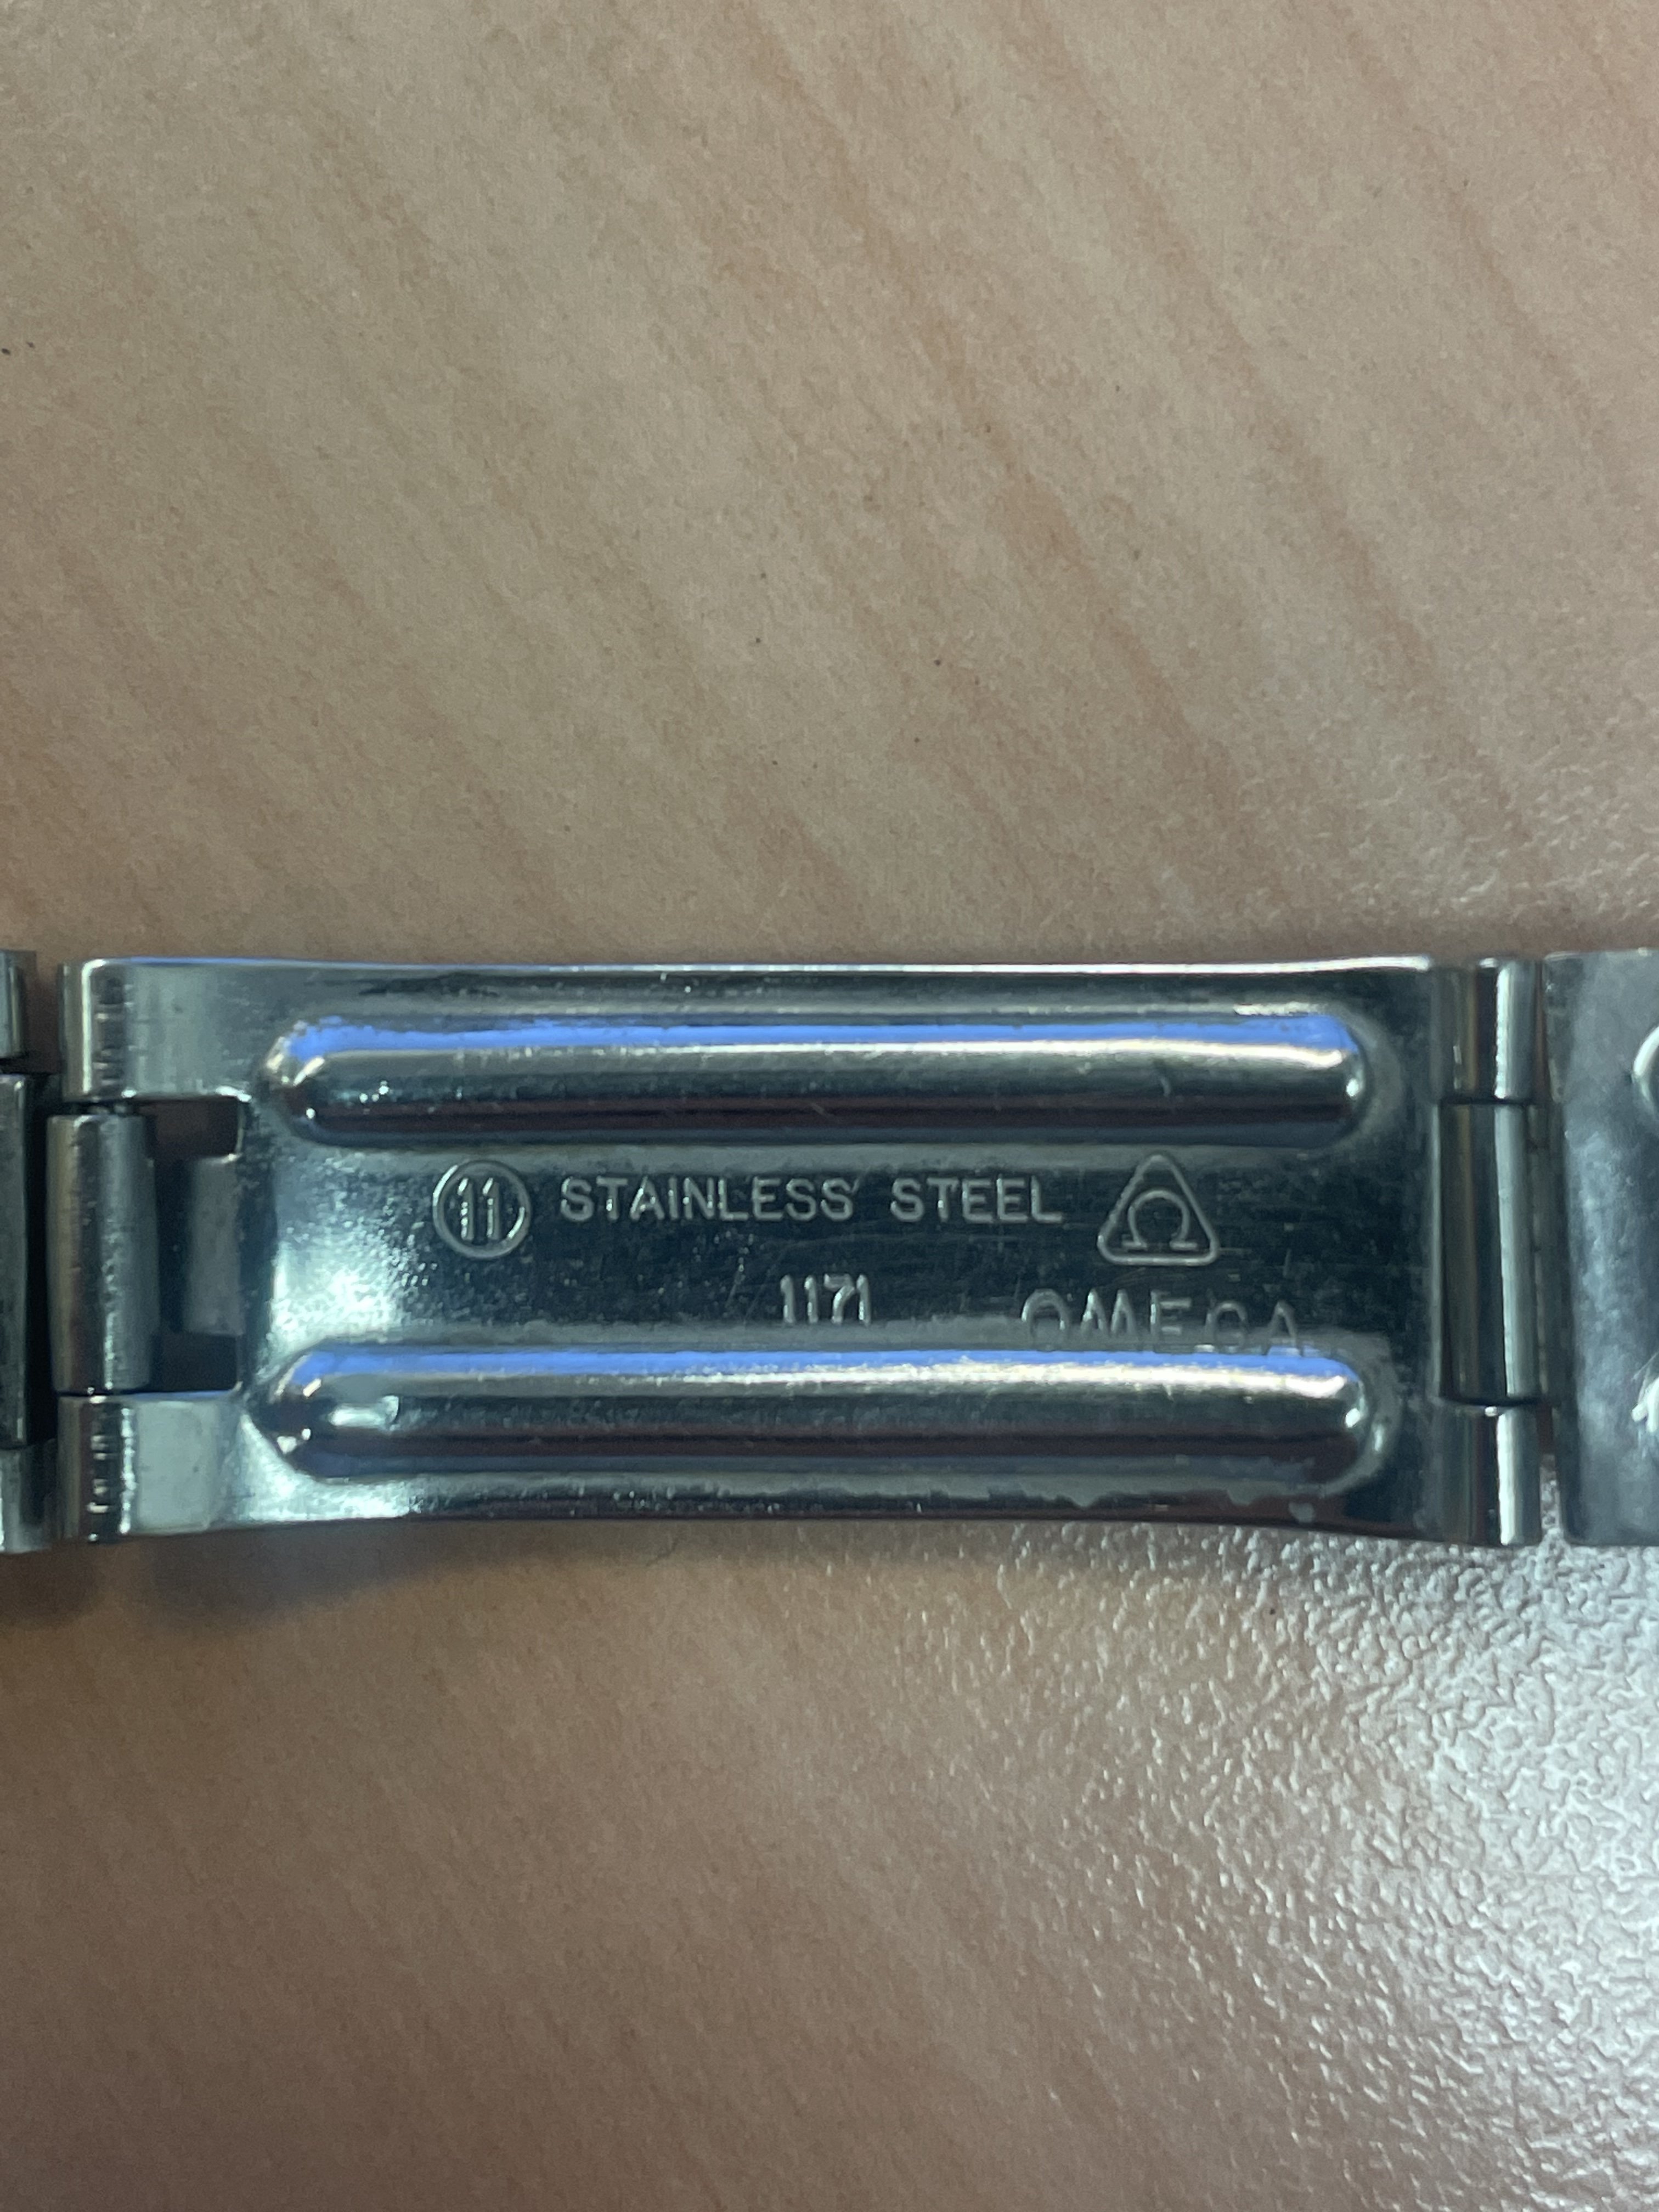 11 STAINLESS STEEL Ω
1171
OMEGA